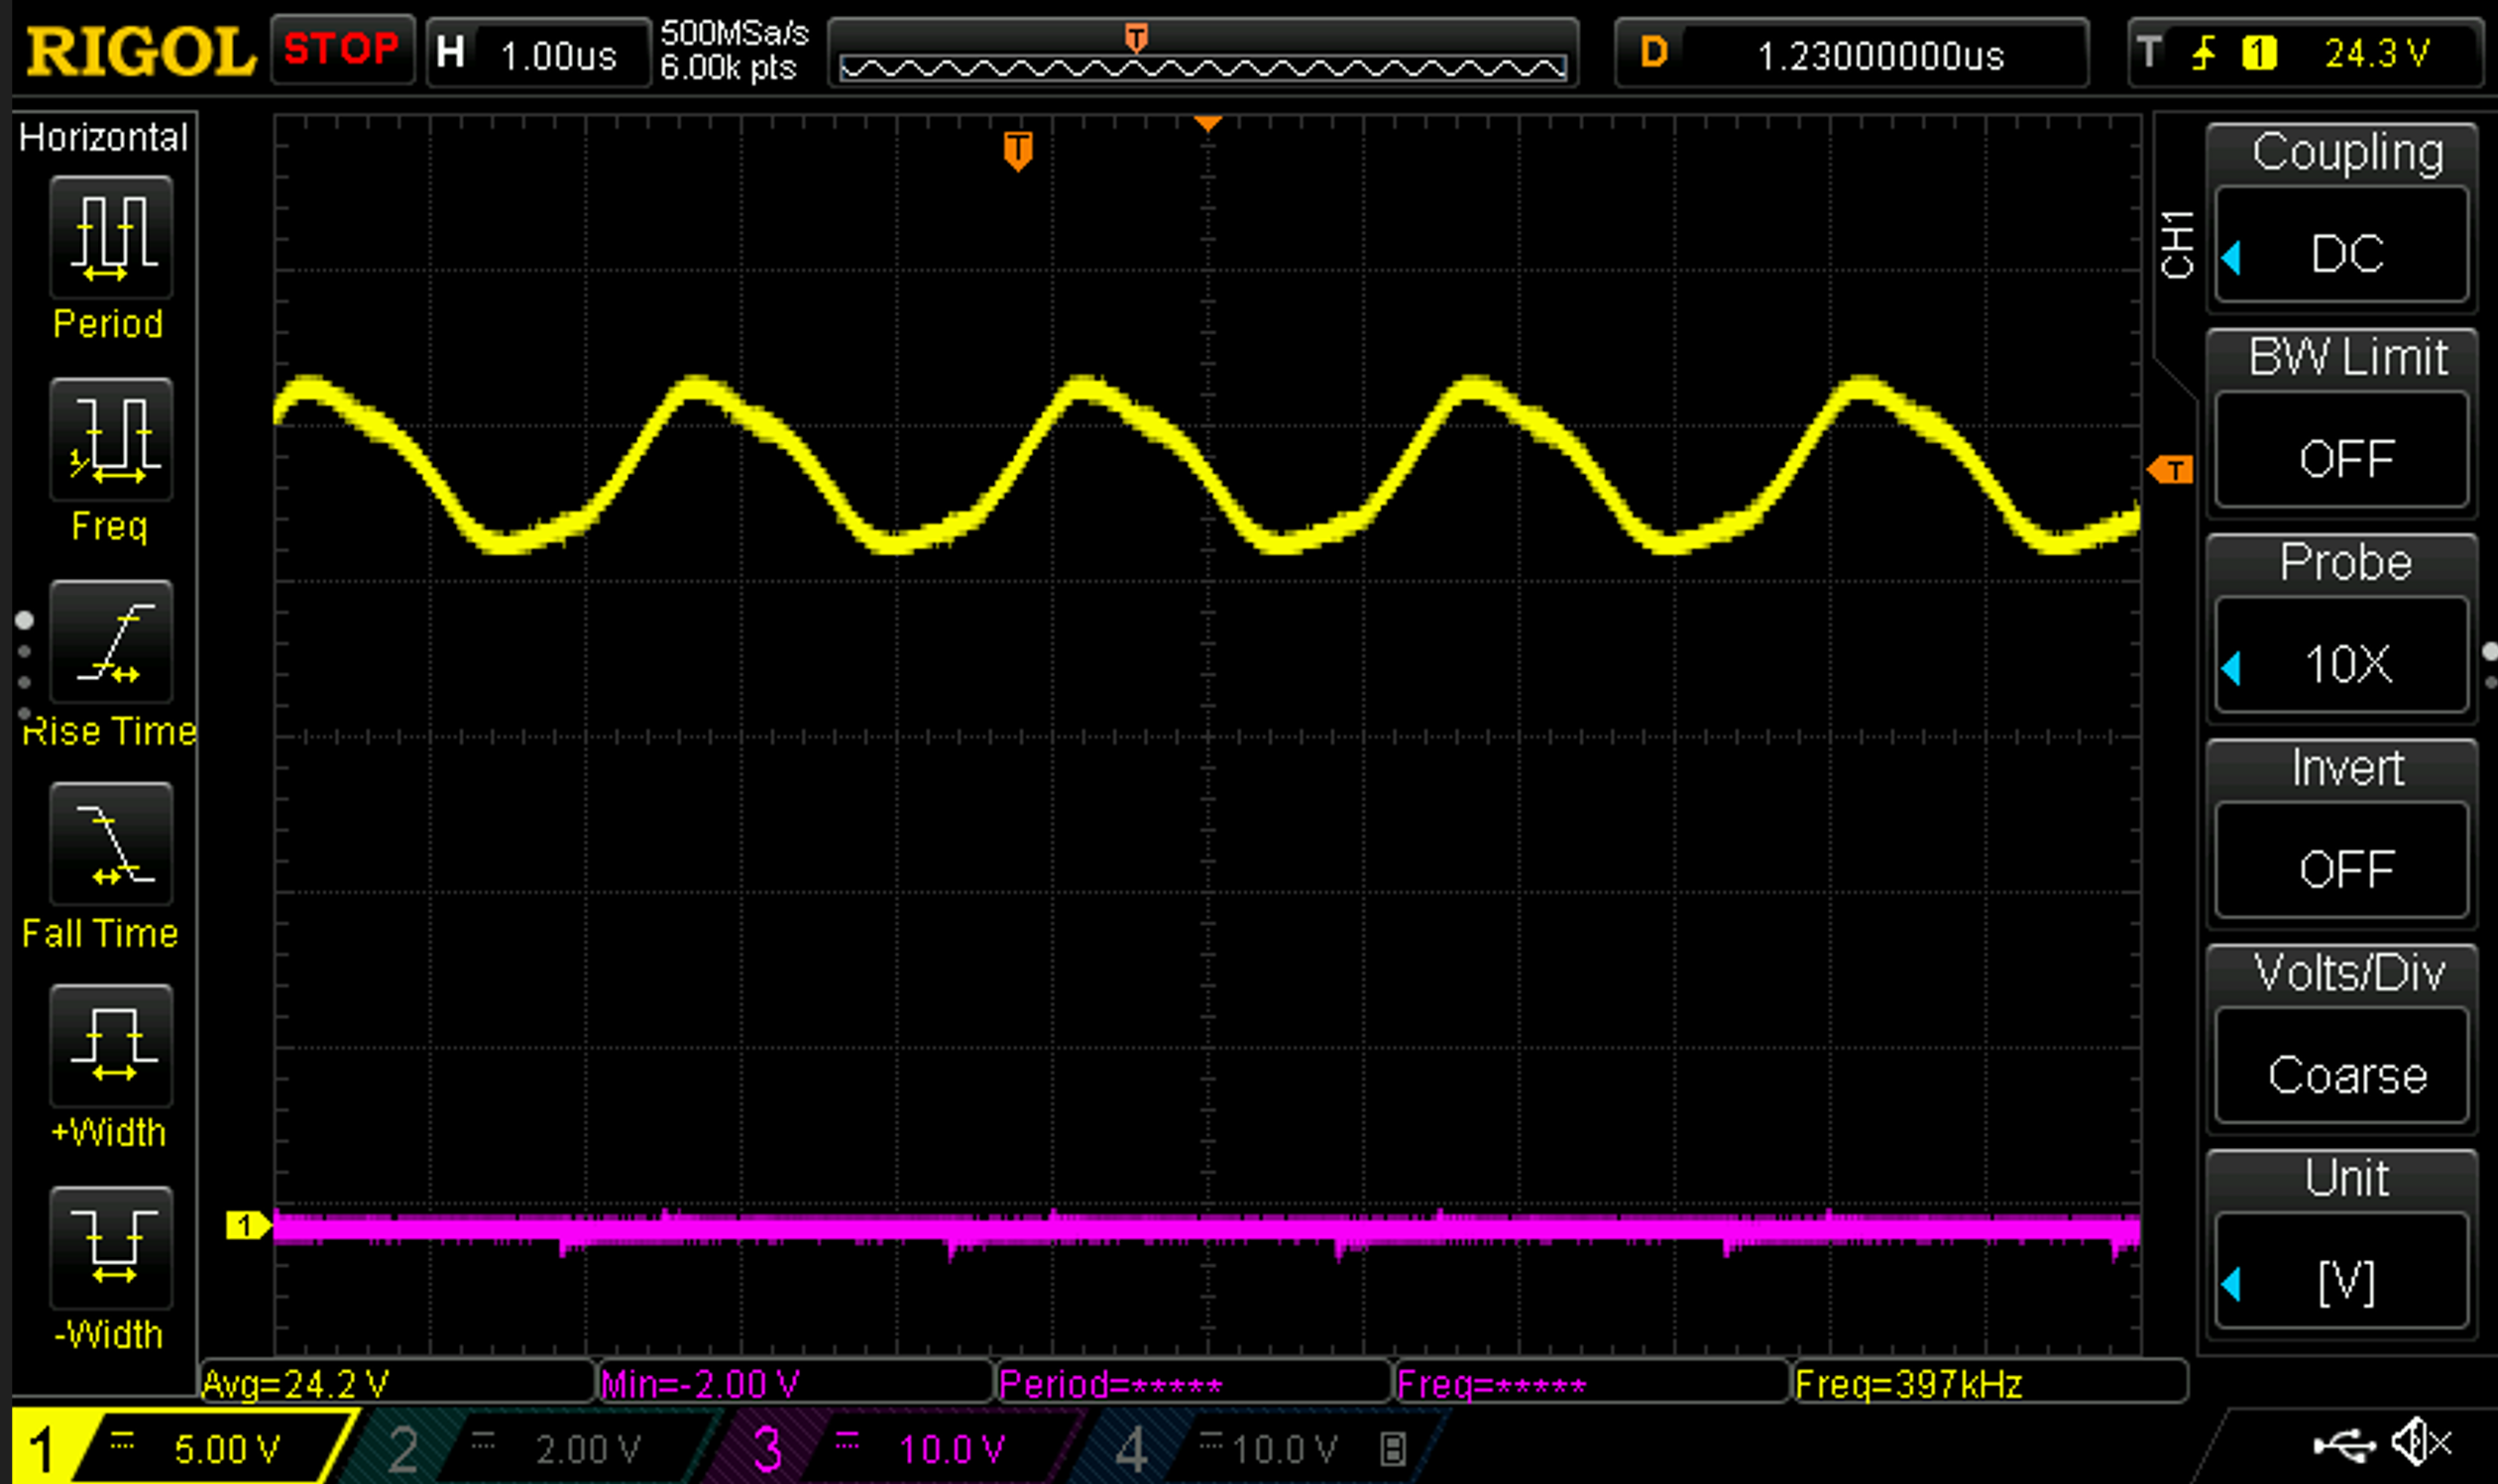 RIGOL STOP H 1.00us 500MSa/s T D 1.23000000us T 1 24.3 V
6.00k pts
Horizontal
Period
1/ Freq
Rise Time
Fall Time
+Width
-Width
T
T
1
CH1
Coupling
DC
BW Limit
OFF
Probe
10X
Invert
OFF
Volts/Div
Coarse
Unit
[V]
Avg=24.2 V Min=-2.00 V Period=***** Freq=***** Freq=397kHz
1 5.00 V 2 2.00 V 3 10.0 V 4 10.0 V